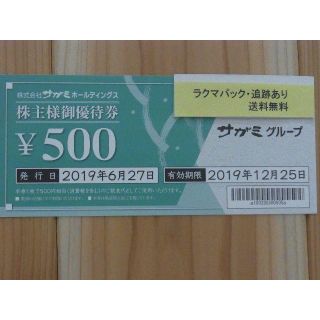 株式会社 サガミ ホールディングス
株主様御優待券
¥500
ラクマパック・追跡あり
送料無料
サガミ グループ
発行日 2019年6月27日 有効期限 2019年12月25日